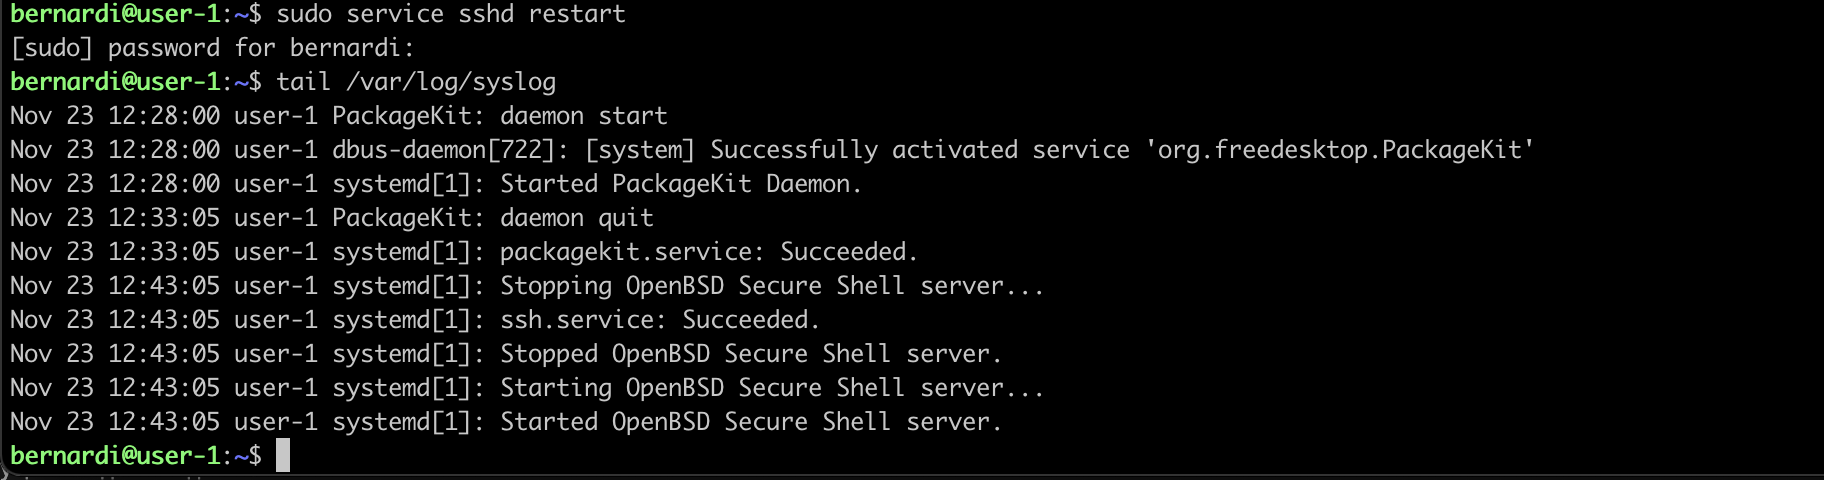 bernardi@user-1:~$ sudo service sshd restart
[sudo] password for bernardi:
bernardi@user-1:~$ tail /var/log/syslog
Nov 23 12:28:00 user-1 PackageKit: daemon start
Nov 23 12:28:00 user-1 dbus-daemon[722]: [system] Successfully activated service 'org.freedesktop.PackageKit'
Nov 23 12:28:00 user-1 systemd[1]: Started PackageKit Daemon.
Nov 23 12:33:05 user-1 PackageKit: daemon quit
Nov 23 12:33:05 user-1 systemd[1]: packagekit.service: Succeeded.
Nov 23 12:43:05 user-1 systemd[1]: Stopping OpenBSD Secure Shell server...
Nov 23 12:43:05 user-1 systemd[1]: ssh.service: Succeeded.
Nov 23 12:43:05 user-1 systemd[1]: Stopped OpenBSD Secure Shell server.
Nov 23 12:43:05 user-1 systemd[1]: Starting OpenBSD Secure Shell server...
Nov 23 12:43:05 user-1 systemd[1]: Started OpenBSD Secure Shell server.
bernardi@user-1:~$